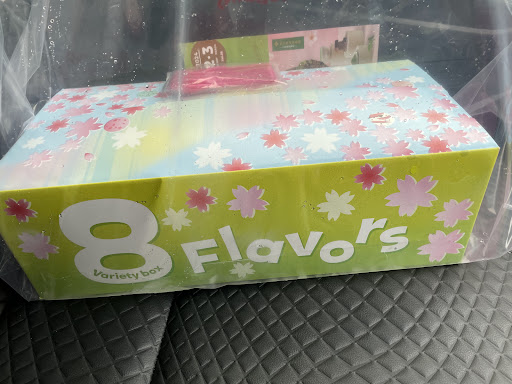 8
Variety box
Flavors